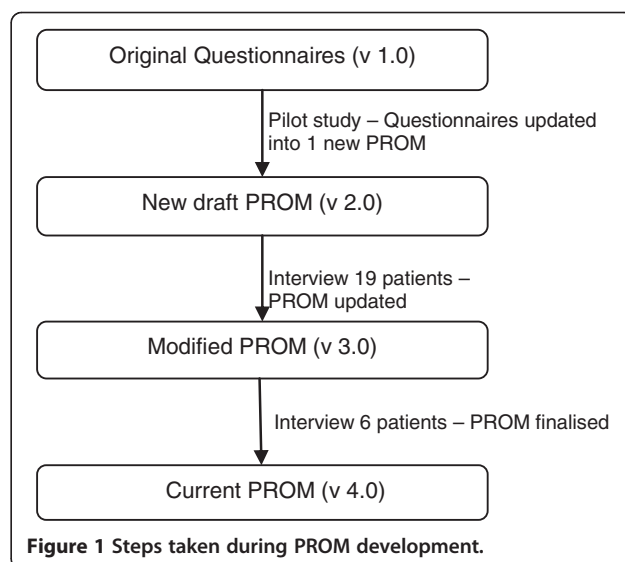 Original Questionnaires (v 1.0)
Pilot study – Questionnaires updated
into 1 new PROM
New draft PROM (v 2.0)
Interview 19 patients –
PROM updated
Modified PROM (v 3.0)
Interview 6 patients – PROM finalised
Current PROM (v 4.0)
Figure 1 Steps taken during PROM development.